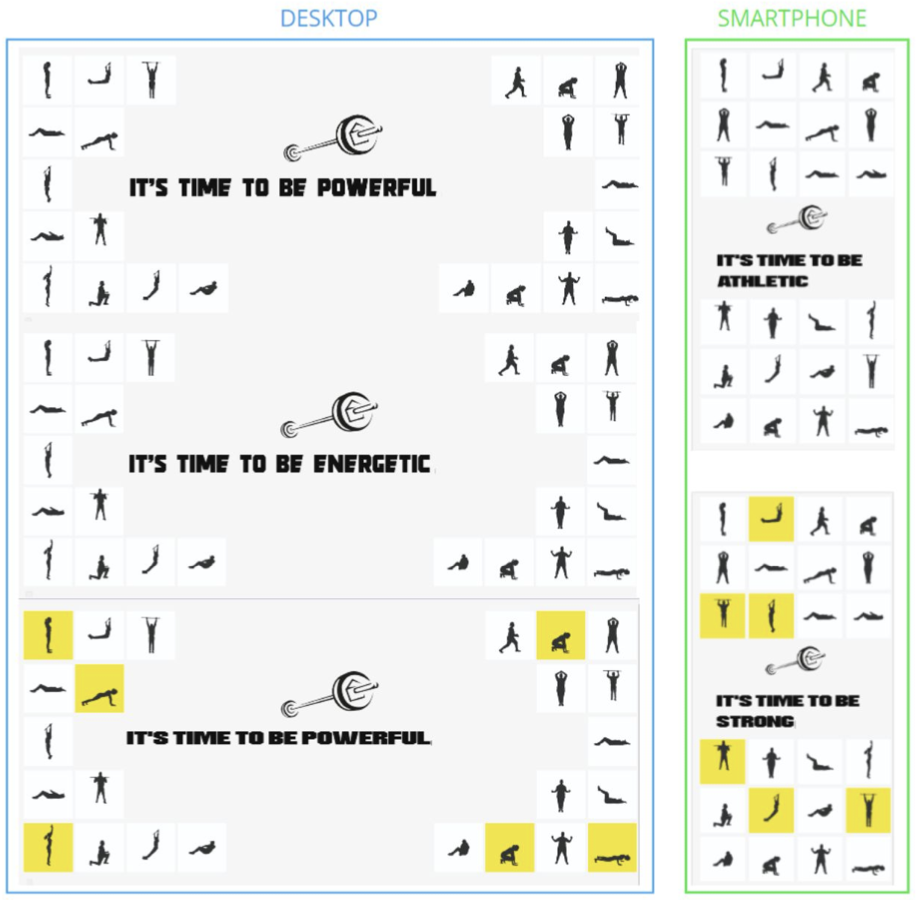 DESKTOP
IT'S TIME TO BE POWERFUL
IT'S TIME TO BE ENERGETIC
IT'S TIME TO BE POWERFUL
SMARTPHONE
IT'S TIME TO BE
ATHLETIC
IT'S TIME TO BE
STRONG